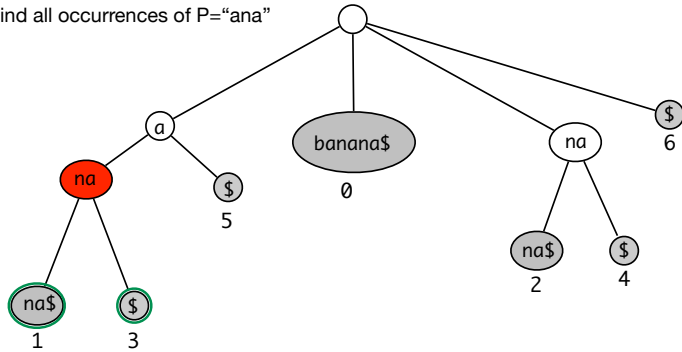 ind all occurrences of P=“ana”
$
6
a
banana$
0
na
na
$
5
na$
2
$
4
na$
1
$
3